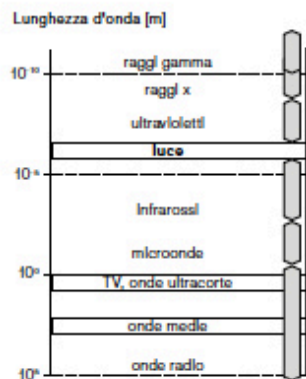 Lunghezza d'onda [m]
raggi gamma
10⁻¹⁰
raggi x
ultravioletti
luce
10⁻⁵
infrarossi
microonde
10⁰
TV, onde ultracorte
onde medie
onde radio
10⁵